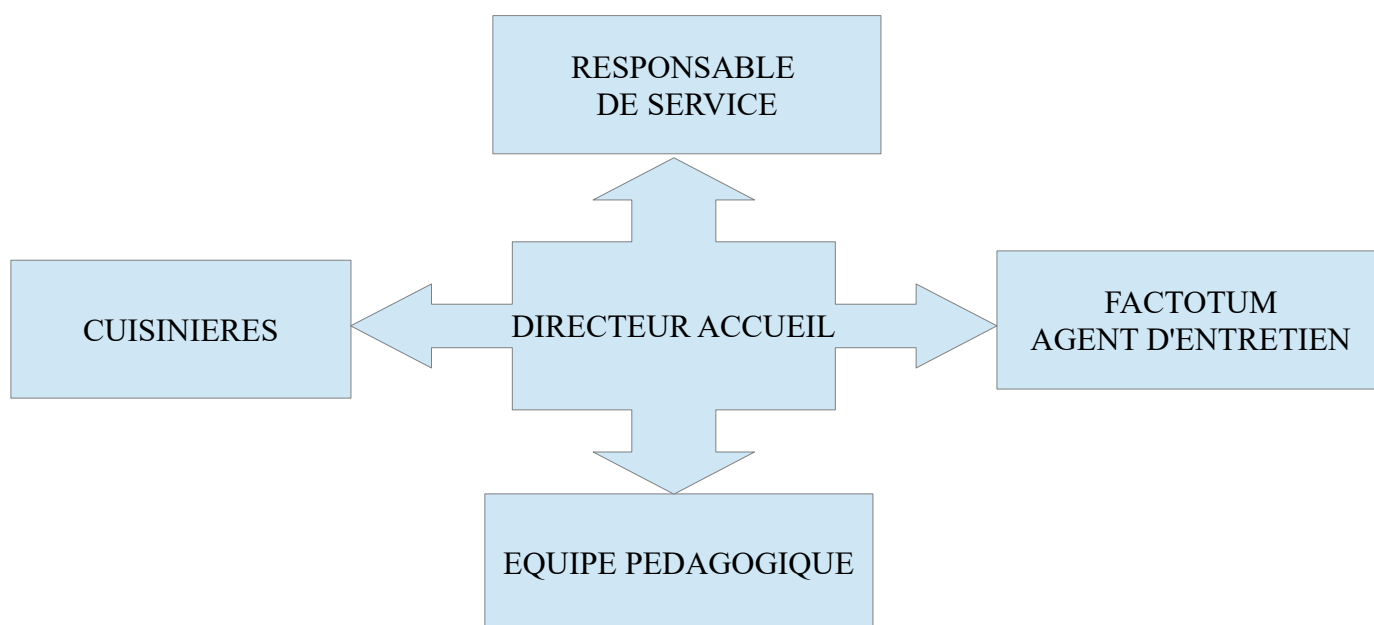 RESPONSABLE
DE SERVICE
CUISINIERES
DIRECTEUR ACCUEIL
FACTOTUM
AGENT D'ENTRETIEN
EQUIPE PEDAGOGIQUE